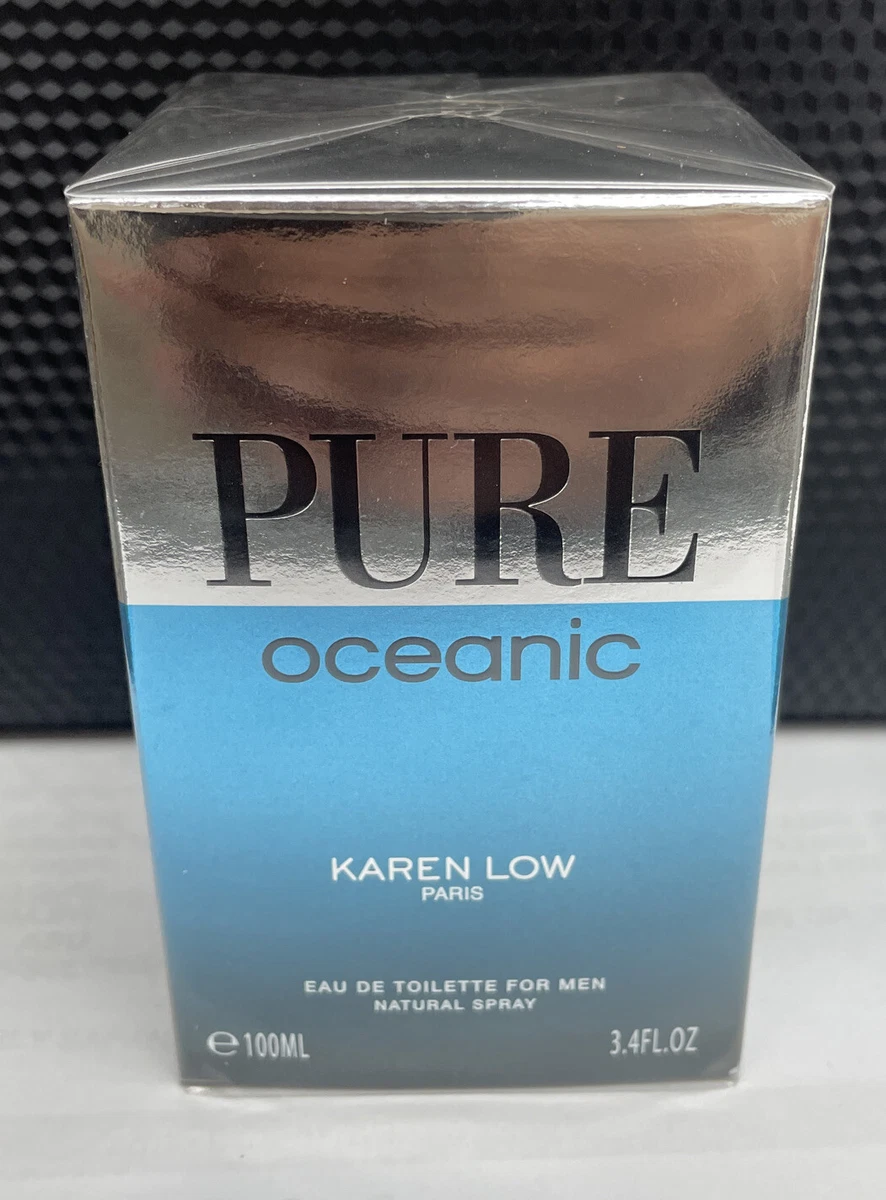 PURE
oceanic
KAREN LOW
PARIS
EAU DE TOILETTE FOR MEN
NATURAL SPRAY
℮ 100ML 3.4FL.OZ